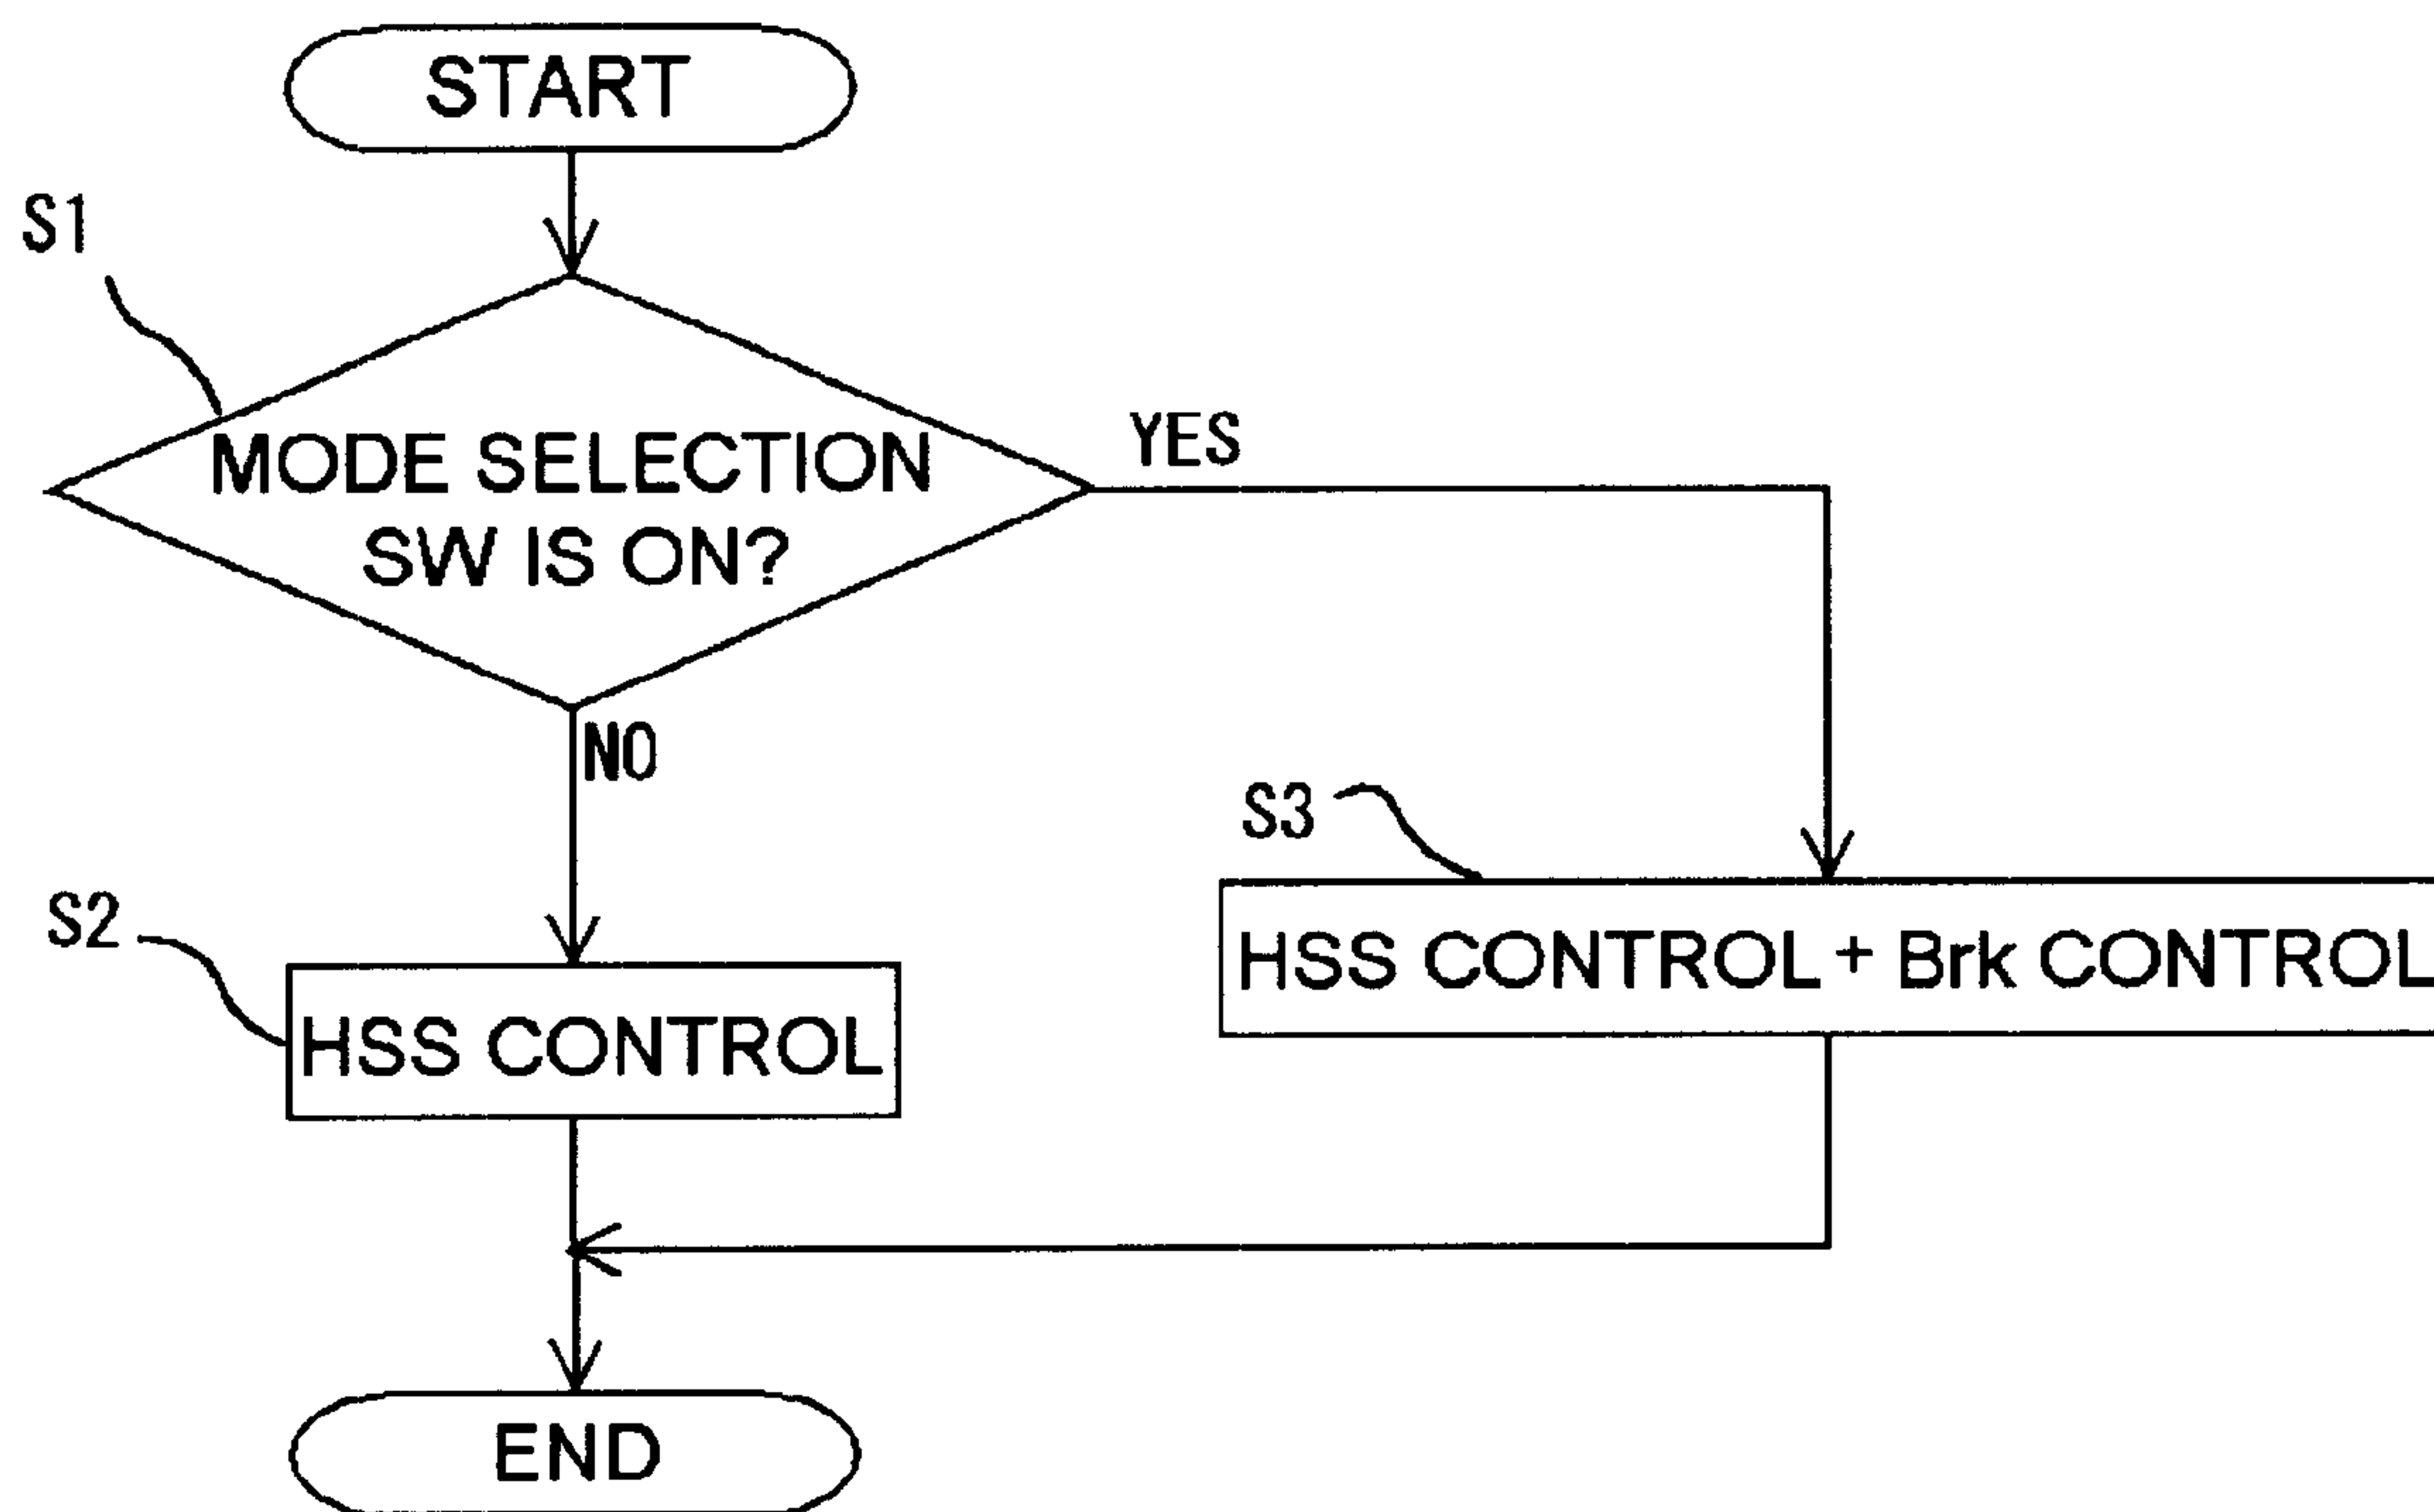 START
S1
MODE SELECTION
SW IS ON?
YES
NO
S3
S2
HSS CONTROL + Brk CONTROL
HSS CONTROL
END